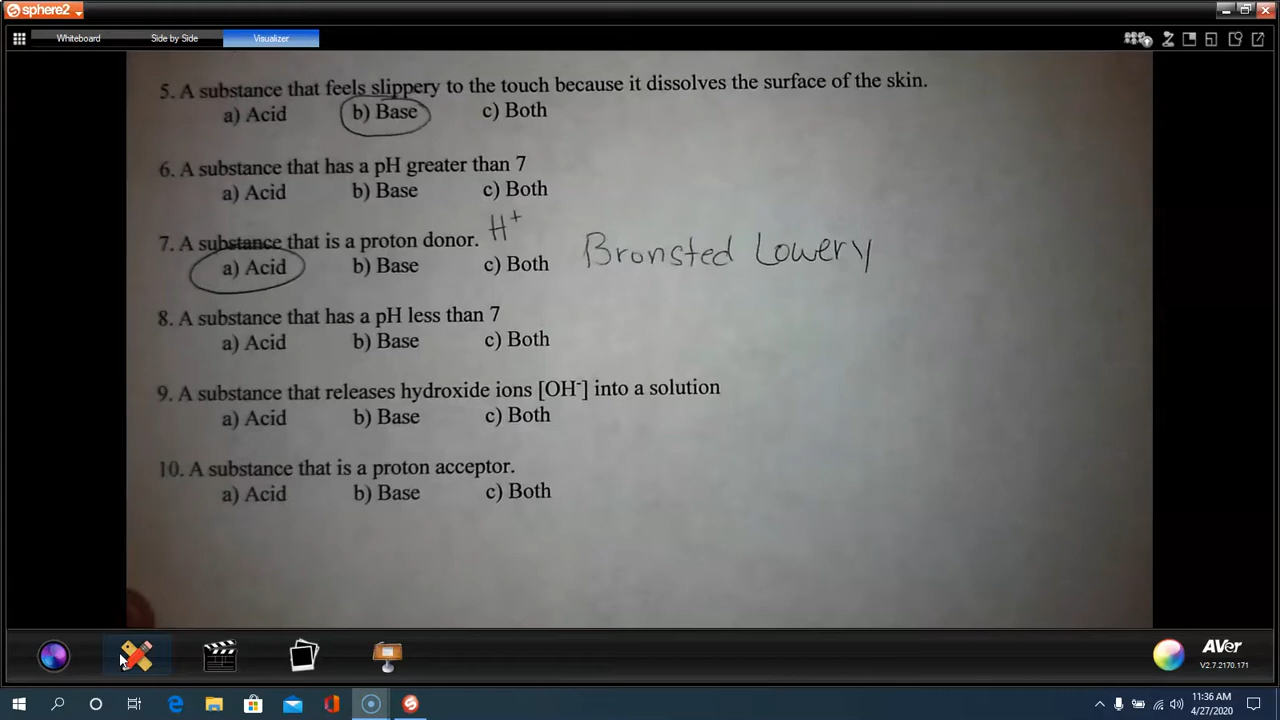 sphere2
Whiteboard Side by Side Visualizer
5. A substance that feels slippery to the touch because it dissolves the surface of the skin.
a) Acid b) Base c) Both
6. A substance that has a pH greater than 7
a) Acid b) Base c) Both
7. A substance that is a proton donor. H+
a) Acid b) Base c) Both Bronsted Lowery
8. A substance that has a pH less than 7
a) Acid b) Base c) Both
9. A substance that releases hydroxide ions [OH-] into a solution
a) Acid b) Base c) Both
10. A substance that is a proton acceptor.
a) Acid b) Base c) Both
AVer
V2.7.2170.171
11:36 AM
4/27/2020